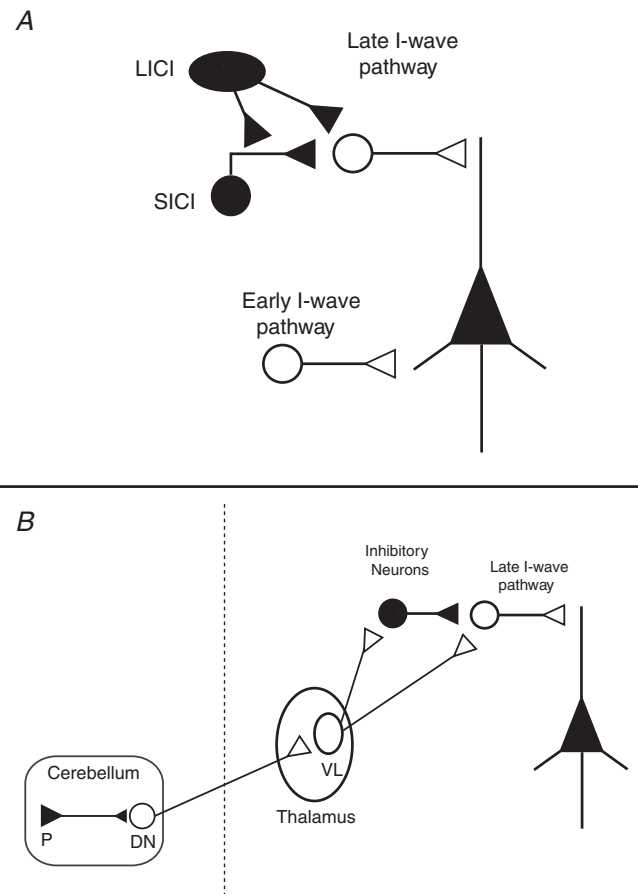 A
LICI
Late I-wave
pathway
SICI
Early I-wave
pathway
B
Inhibitory
Neurons
Late I-wave
pathway
Cerebellum
P
DN
VL
Thalamus